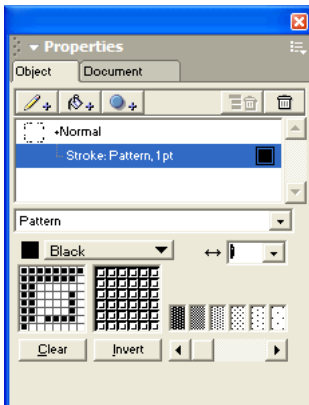 Properties
Object Document
+Normal
Stroke: Pattern, 1pt
Pattern
Black
Clear Invert